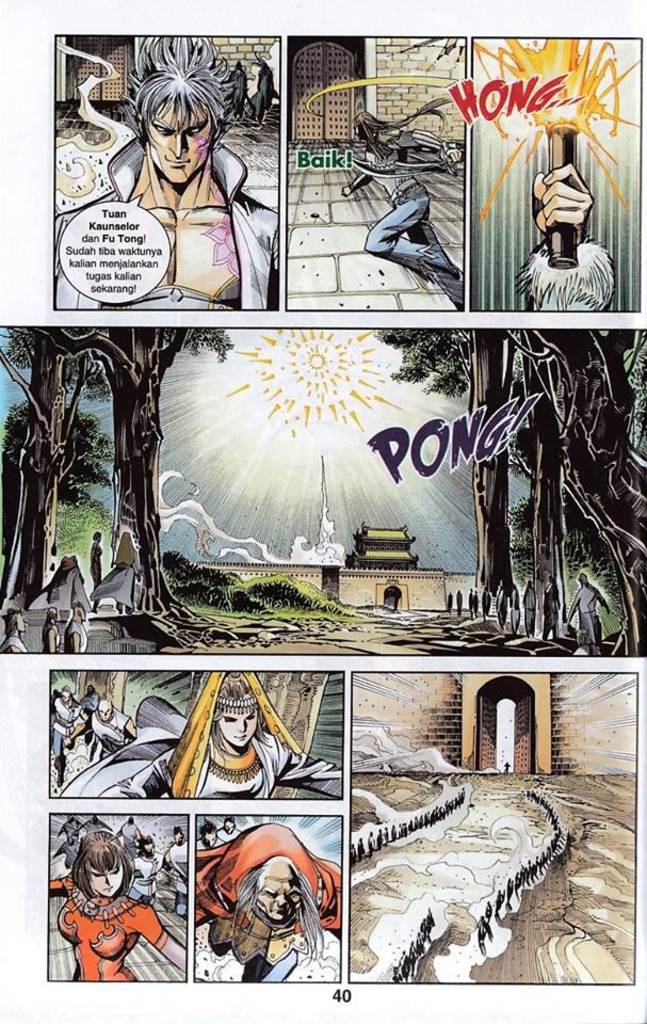 Tuan
Kaunselor
dan Fu Tong!
Sudah tiba waktunya
kalian menjalankan
tugas kalian
sekarang!
Baik!
HONG...
PONG!
40